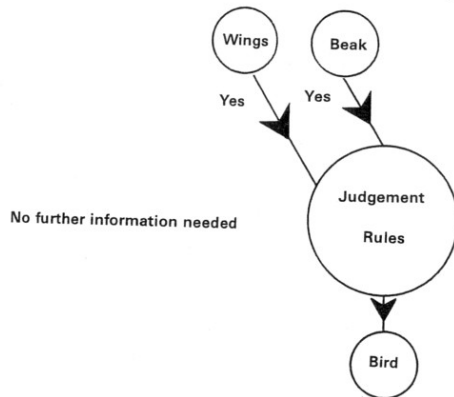 Wings Beak
Yes Yes
Judgement
No further information needed
Rules
Bird